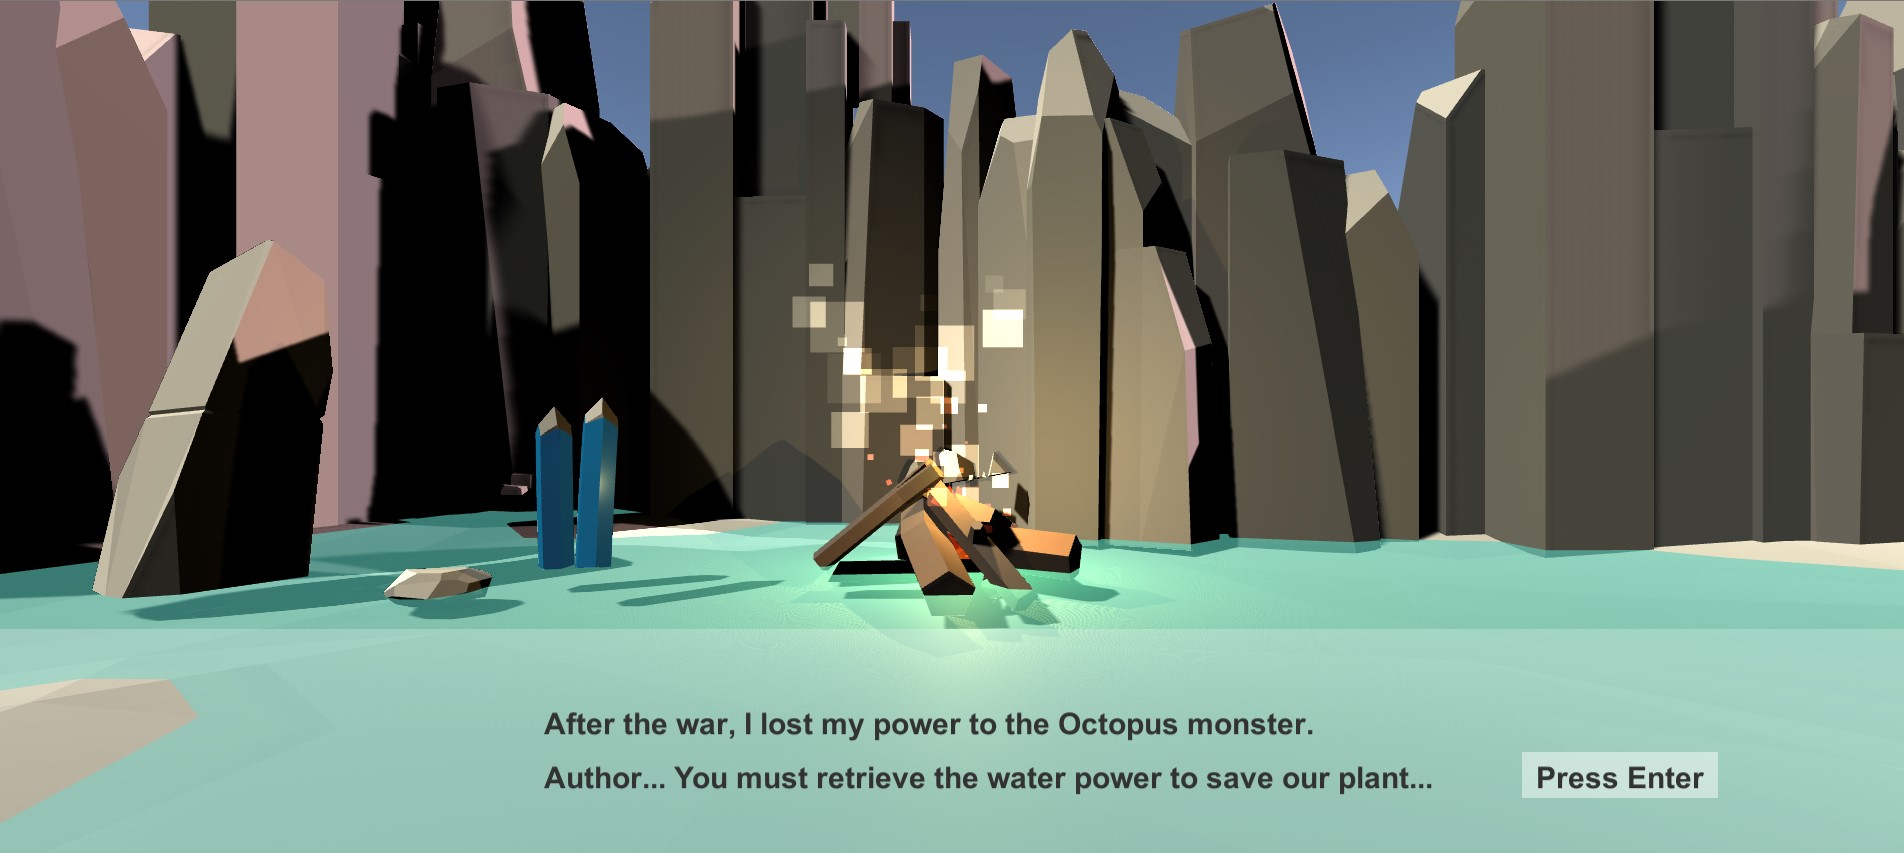 After the war, I lost my power to the Octopus monster.
Author... You must retrieve the water power to save our plant...
Press Enter